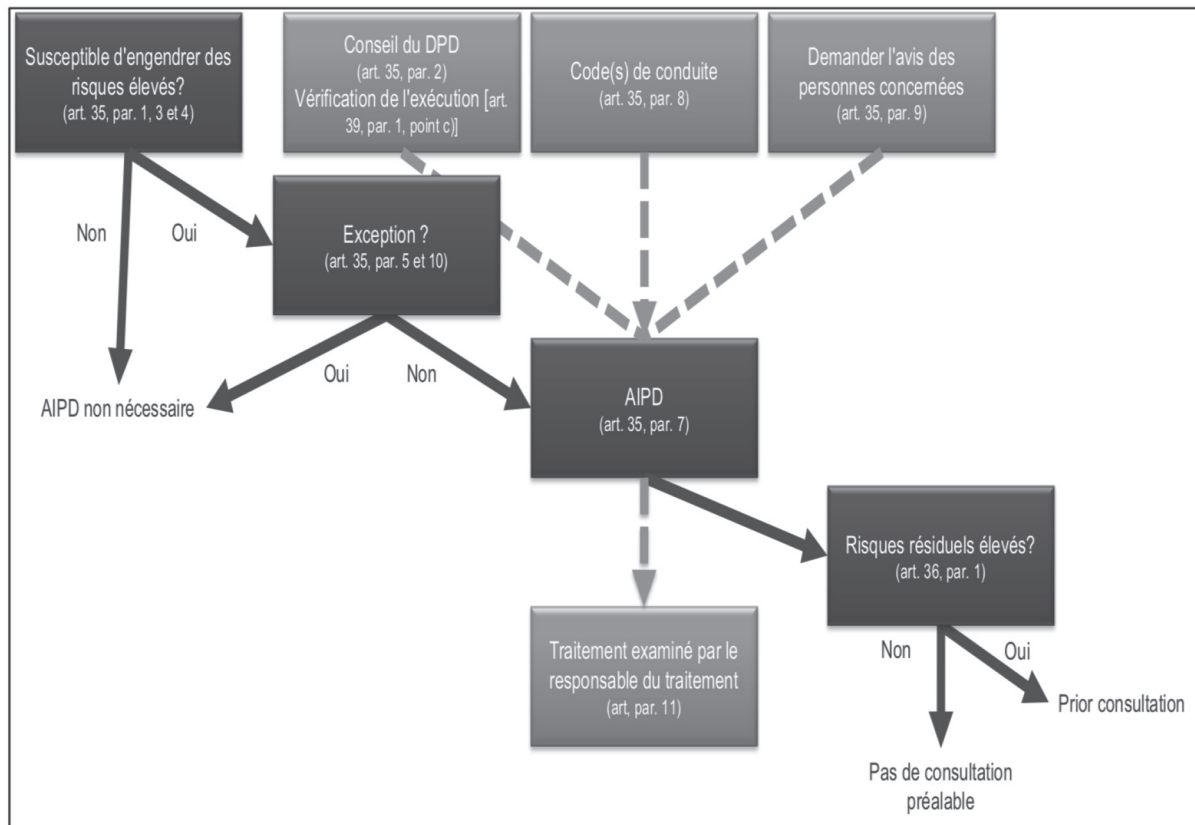 Susceptible d'engendrer des
risques élevés?
(art. 35, par. 1, 3 et 4)
Conseil du DPD
(art. 35, par. 2)
Vérification de l'exécution [art.
39, par. 1, point c)]
Code(s) de conduite
(art. 35, par. 8)
Demander l'avis des
personnes concernées
(art. 35, par. 9)
Non
Oui
Exception ?
(art. 35, par. 5 et 10)
Oui
Non
AIPD non nécessaire
AIPD
(art. 35, par. 7)
Risques résiduels élevés?
(art. 36, par. 1)
Traitement examiné par le
responsable du traitement
(art, par. 11)
Non
Oui
Prior consultation
Pas de consultation
préalable